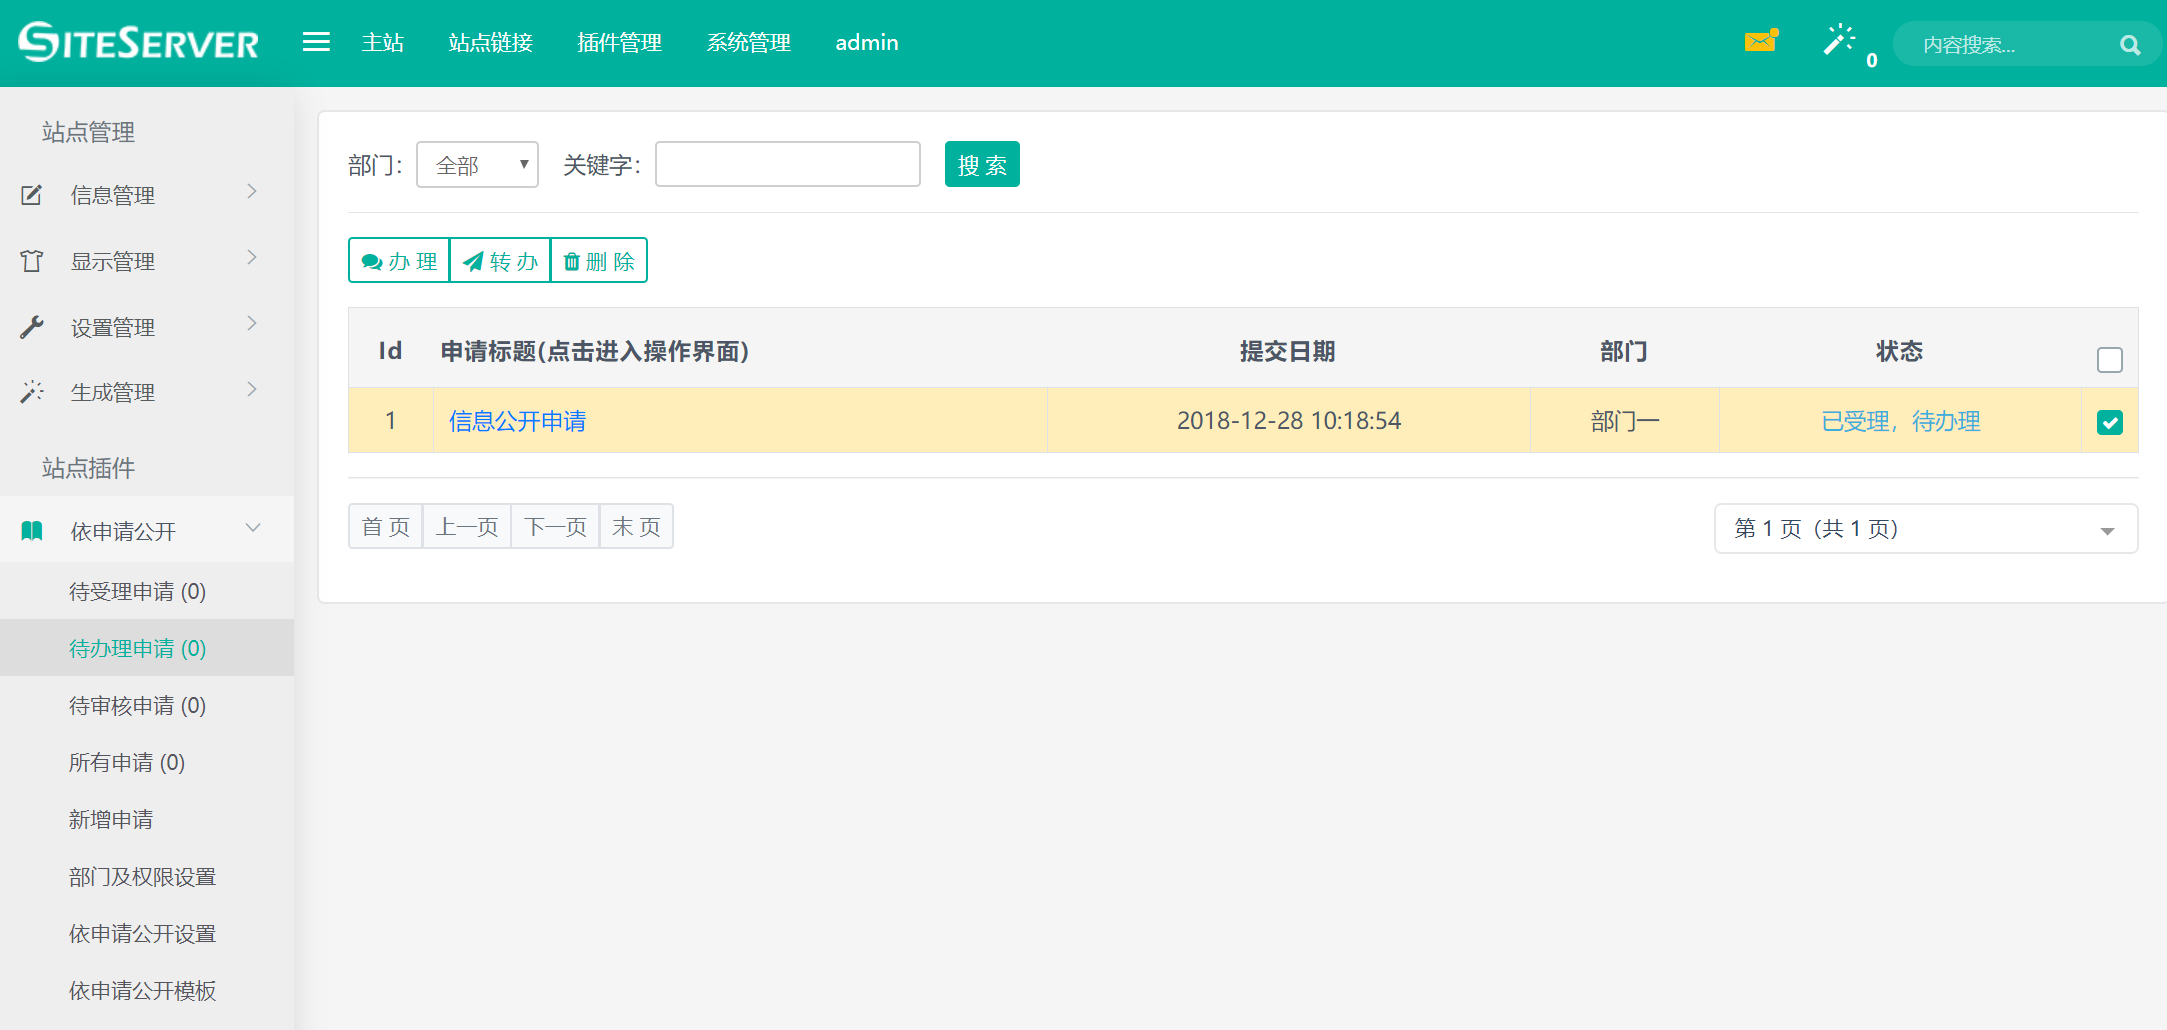 SITESERVER 主站 站点链接 插件管理 系统管理 admin 0 内容搜索...
站点管理
信息管理
显示管理
设置管理
生成管理
站点插件
依申请公开
待受理申请 (0)
待办理申请 (0)
待审核申请 (0)
所有申请 (0)
新增申请
部门及权限设置
依申请公开设置
依申请公开模板
部门： 全部 关键字： 搜 索
办 理 转 办 删 除
Id 申请标题(点击进入操作界面) 提交日期 部门 状态
1 信息公开申请 2018-12-28 10:18:54 部门一 已受理，待办理
首 页 上一页 下一页 末 页 第 1 页（共 1 页）